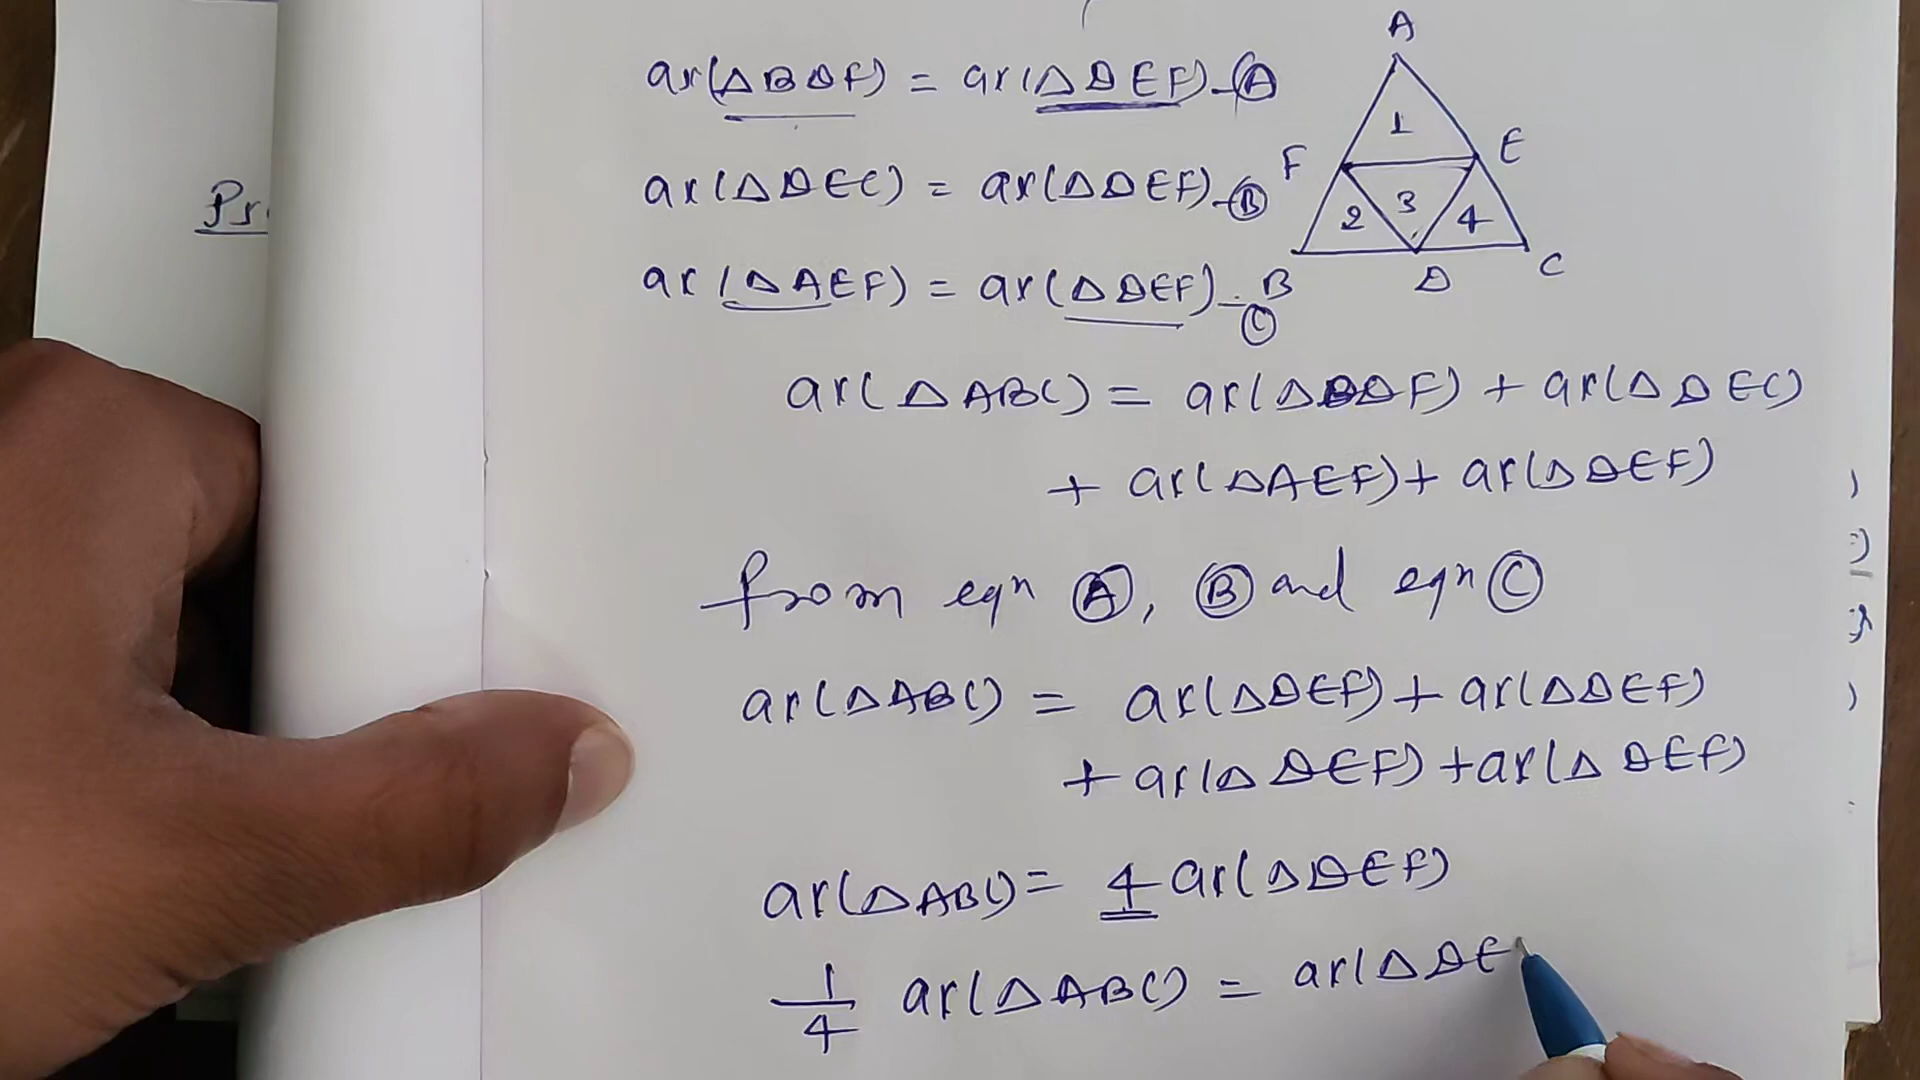 Pr
ar(△BDF) = ar(△DEF) - Ⓐ
ar(△DEC) = ar(△DEF) - Ⓑ
ar(△AEF) = ar(△DEF) - Ⓒ
A
1
F
E
2
3
4
B
D
C
ar(△ABC) = ar(△BDF) + ar(△DEC)
+ ar(△AEF) + ar(△DEF)
from eqn Ⓐ, Ⓑ and eqn Ⓒ
ar(△ABC) = ar(△DEF) + ar(△DEF)
+ ar(△DEF) + ar(△DEF)
ar(△ABC) = 4 ar(△DEF)
1/4 ar(△ABC) = ar(△DE